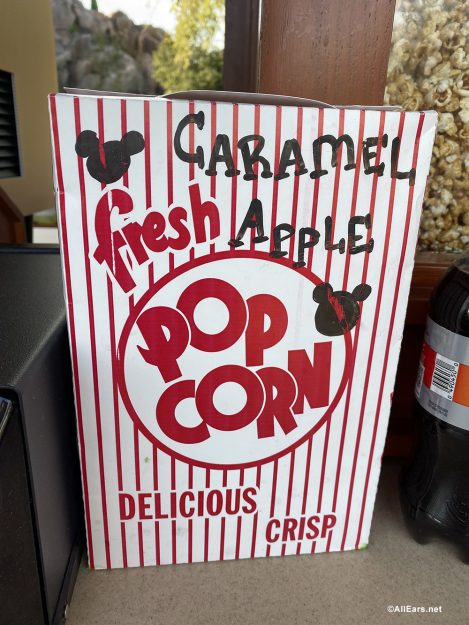 CARAMEL
fresh APPLE
POP
CORN
DELICIOUS
CRISP
©AllEars.net